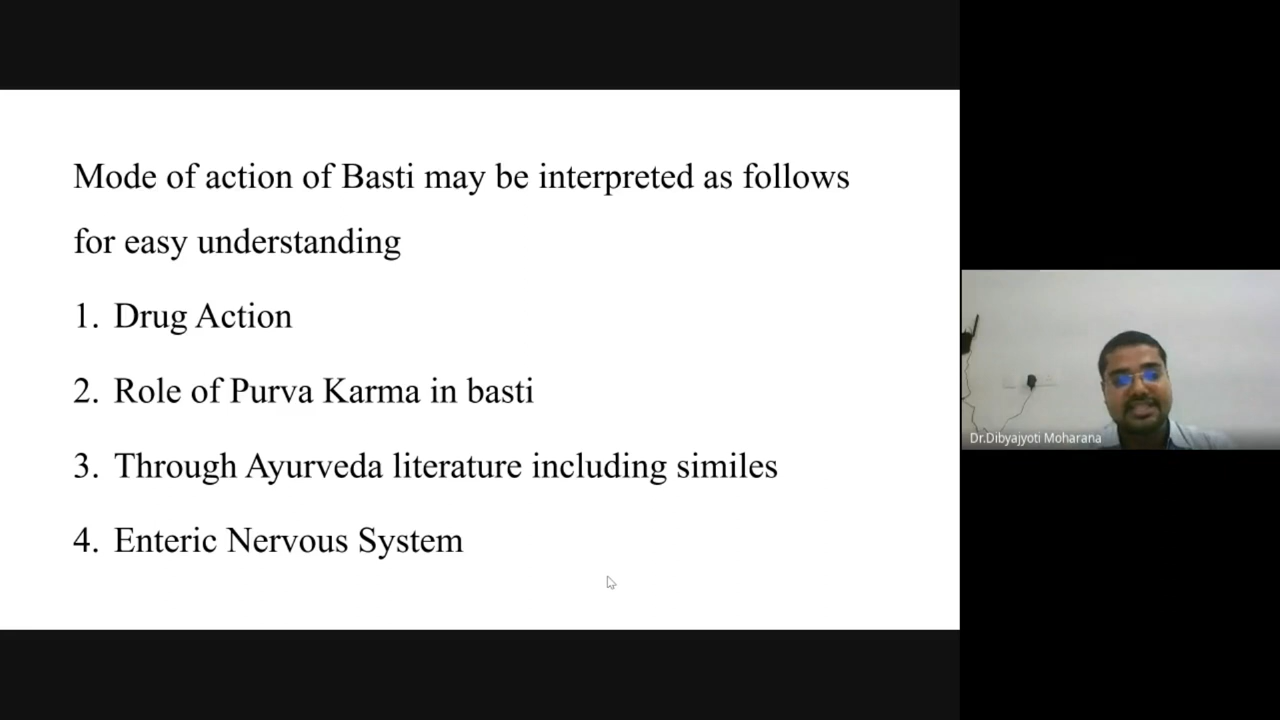 Mode of action of Basti may be interpreted as follows
for easy understanding
1. Drug Action
2. Role of Purva Karma in basti
3. Through Ayurveda literature including similes
4. Enteric Nervous System
Dr.Dibyajyoti Moharana